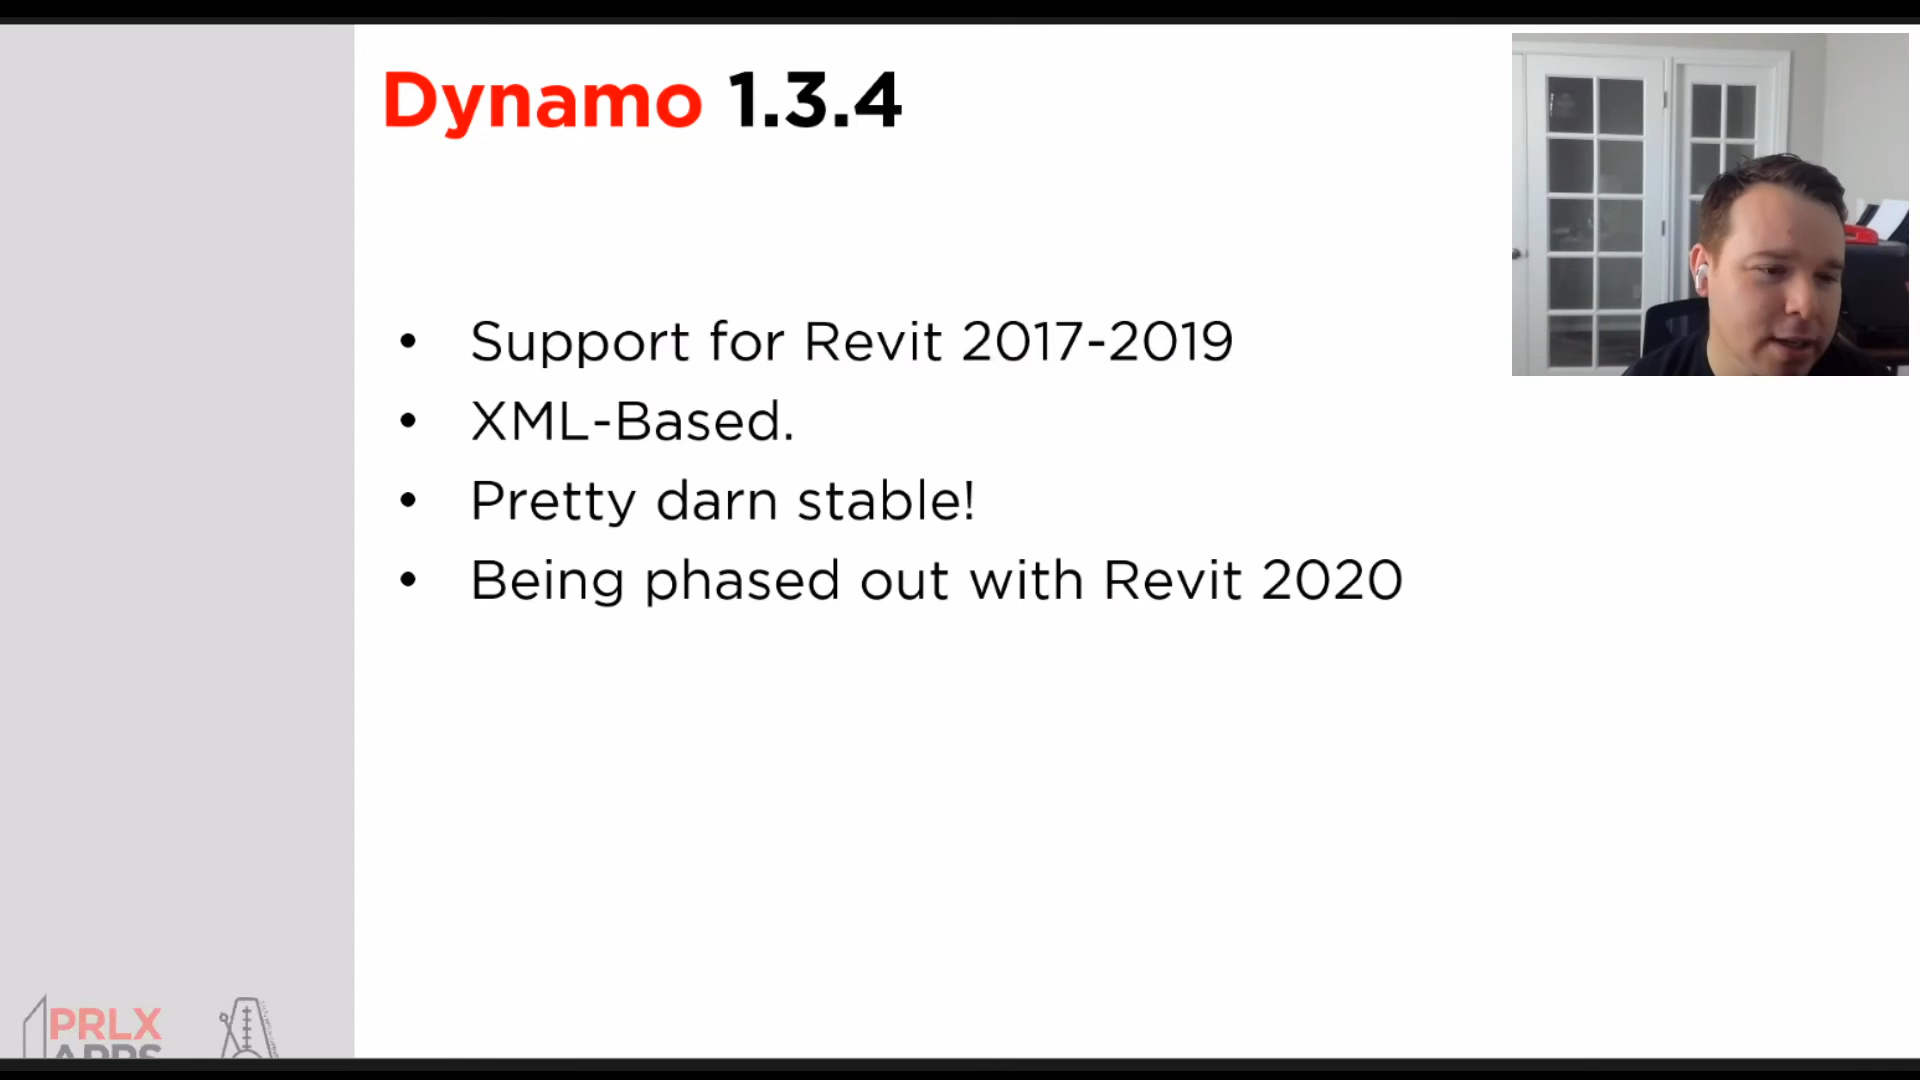 Dynamo 1.3.4
• Support for Revit 2017-2019
• XML-Based.
• Pretty darn stable!
• Being phased out with Revit 2020
PRLX
APPS